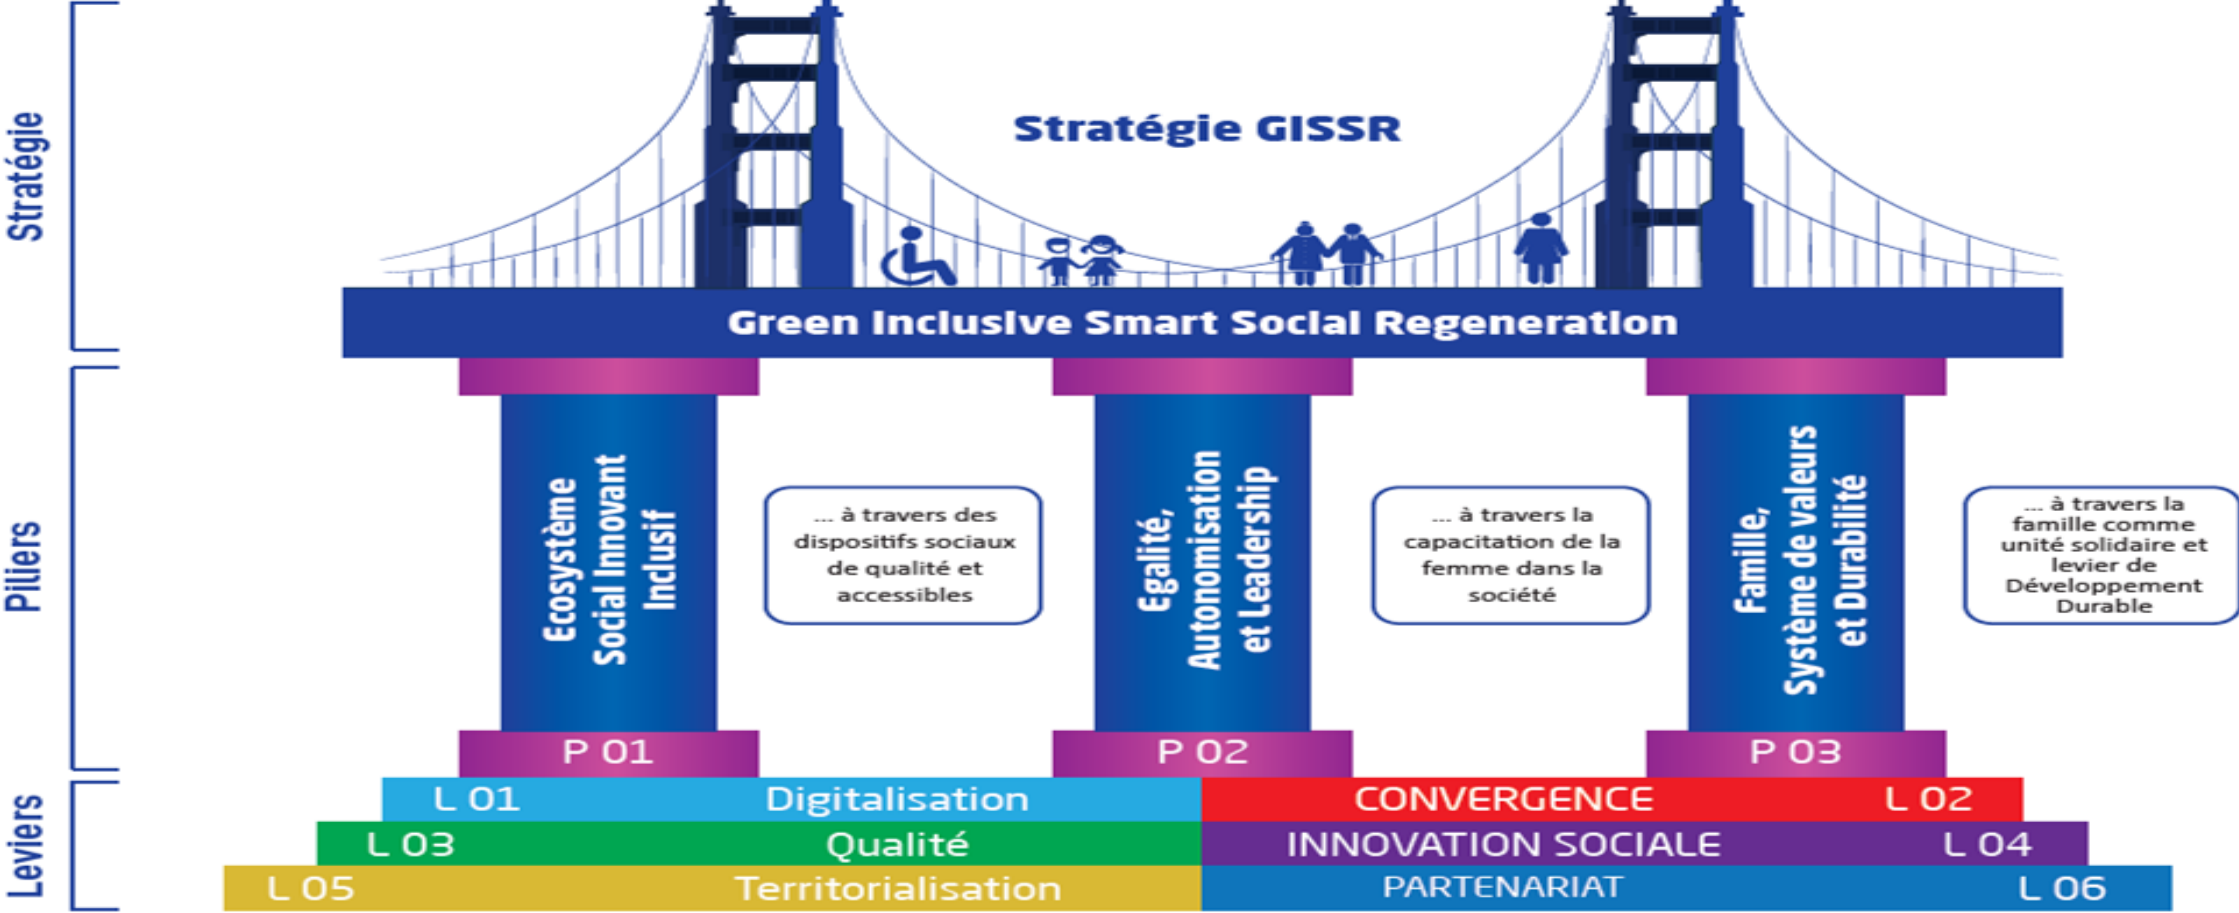 Stratégie
Stratégie GISSR
Green Inclusive Smart Social Regeneration
Piliers
Ecosystème
Social Innovant
Inclusif
... à travers des
dispositifs sociaux
de qualité et
accessibles
Egalité,
Autonomisation
et Leadership
... à travers la
capacitation de la
femme dans la
société
Famille,
Système de valeurs
et Durabilité
... à travers la
famille comme
unité solidaire et
levier de
Développement
Durable
P 01
P 02
P 03
Leviers
L 01 Digitalisation CONVERGENCE L 02
L 03 Qualité INNOVATION SOCIALE L 04
L 05 Territorialisation PARTENARIAT L 06